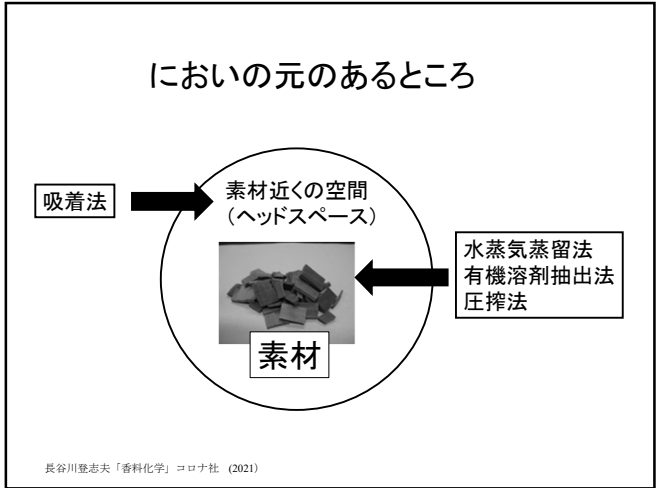 においの元のあるところ
吸着法
素材近くの空間
（ヘッドスペース）
水蒸気蒸留法
有機溶剤抽出法
圧搾法
素材
長谷川登志夫「香料化学」コロナ社 (2021)